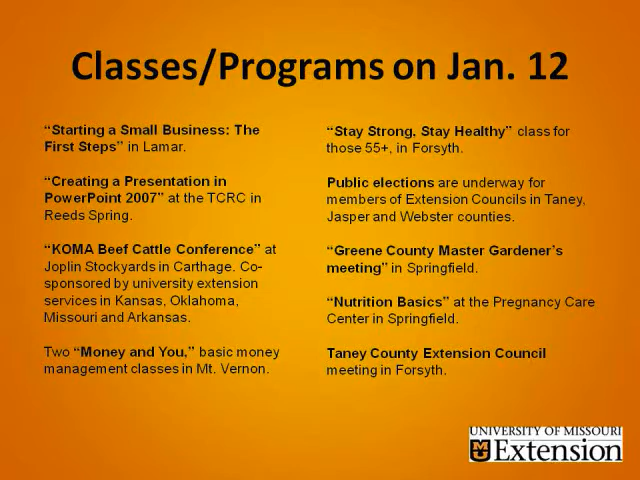 Classes/Programs on Jan. 12
“Starting a Small Business: The
First Steps” in Lamar.
“Creating a Presentation in
PowerPoint 2007” at the TCRC in
Reeds Spring.
“KOMA Beef Cattle Conference” at
Joplin Stockyards in Carthage. Co-
sponsored by university extension
services in Kansas, Oklahoma,
Missouri and Arkansas.
Two “Money and You,” basic money
management classes in Mt. Vernon.
“Stay Strong, Stay Healthy” class for
those 55+, in Forsyth.
Public elections are underway for
members of Extension Councils in Taney,
Jasper and Webster counties.
“Greene County Master Gardener’s
meeting” in Springfield.
“Nutrition Basics” at the Pregnancy Care
Center in Springfield.
Taney County Extension Council
meeting in Forsyth.
UNIVERSITY OF MISSOURI
Extension